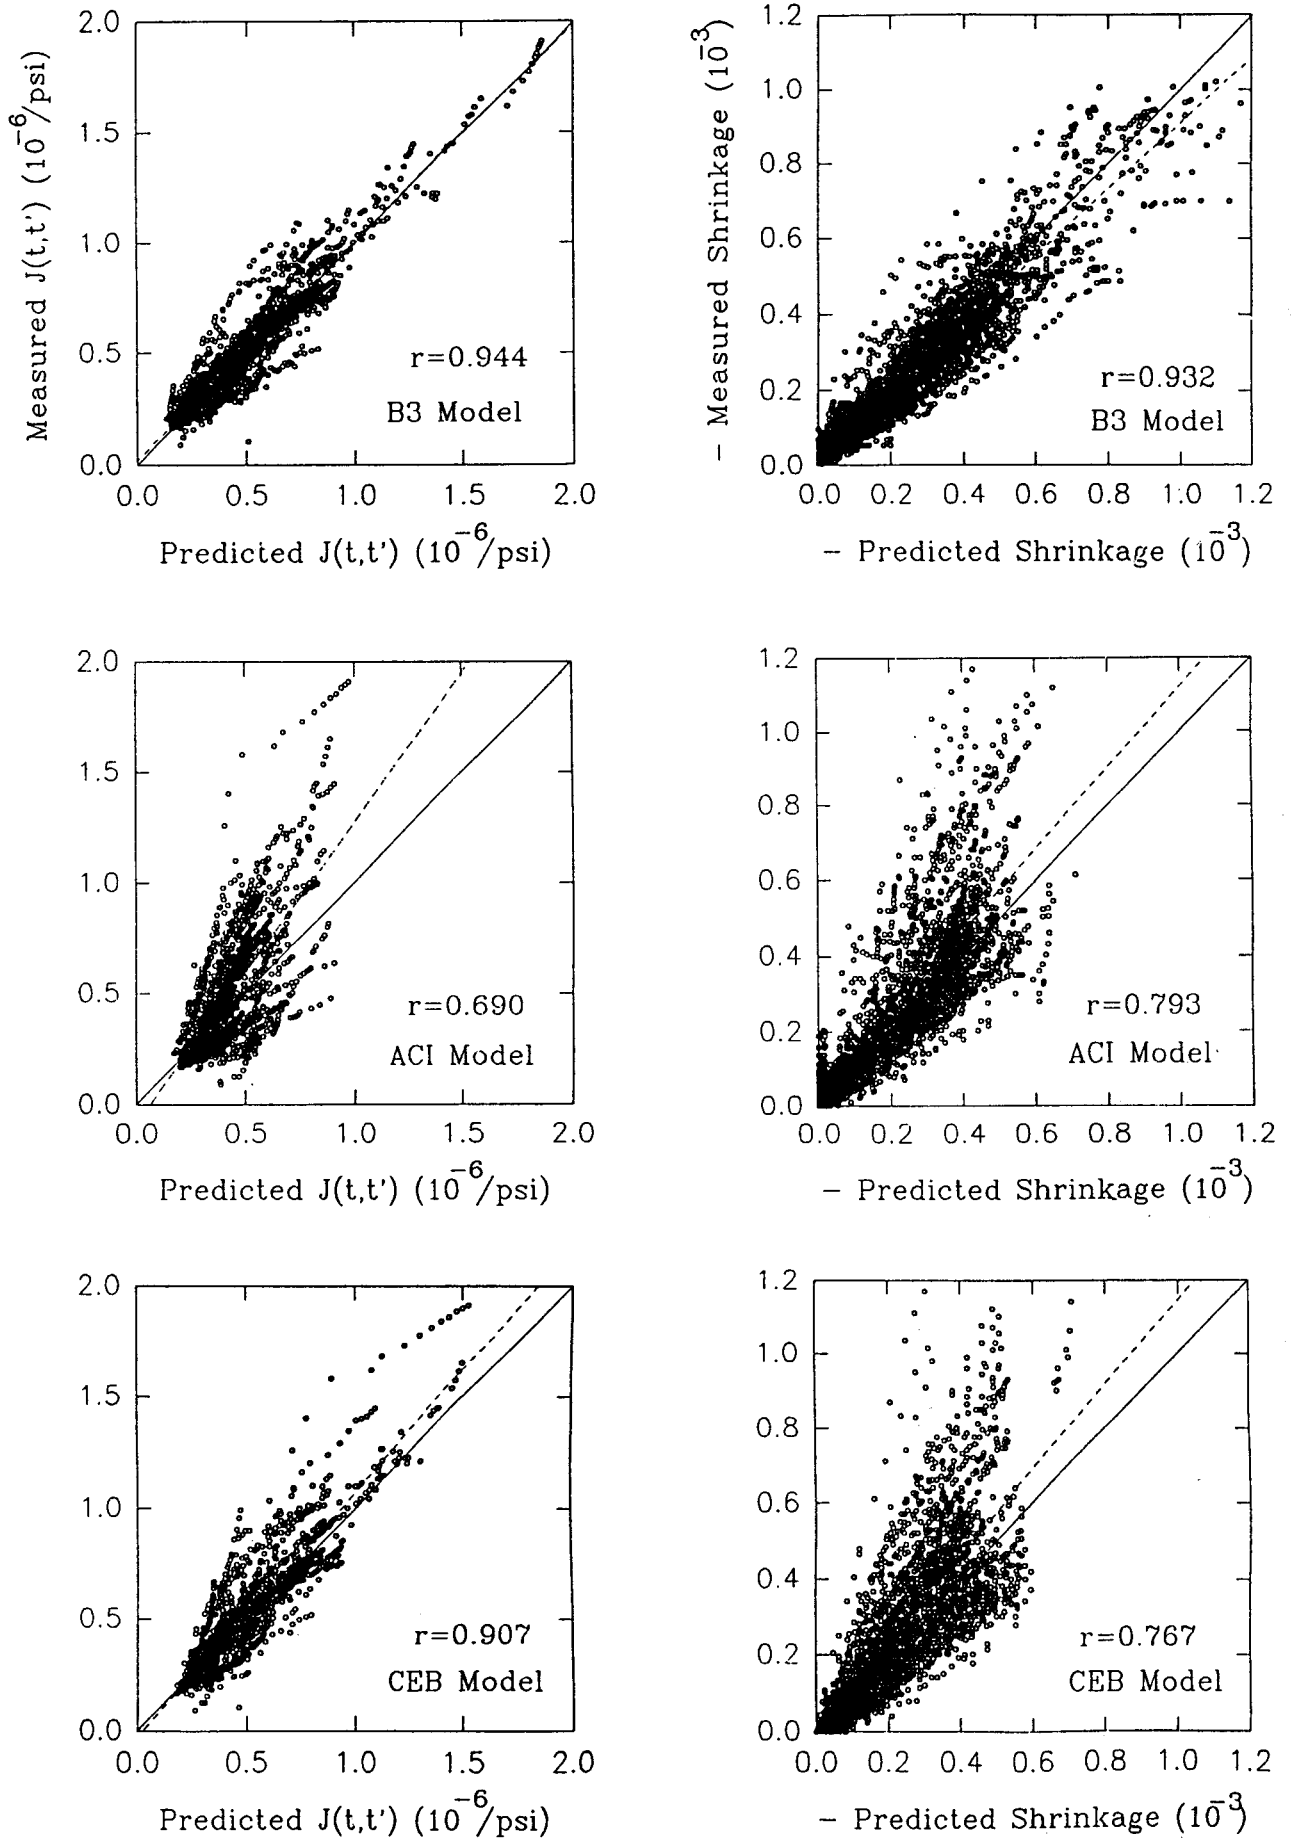 Measured J(t,t') (10^-6/psi)
2.0
1.5
1.0
0.5
0.0
r=0.944
B3 Model
0.0 0.5 1.0 1.5 2.0
Predicted J(t,t') (10^-6/psi)
− Measured Shrinkage (10^-3)
1.2
1.0
0.8
0.6
0.4
0.2
0.0
r=0.932
B3 Model
0.0 0.2 0.4 0.6 0.8 1.0 1.2
− Predicted Shrinkage (10^-3)
2.0
1.5
1.0
0.5
0.0
r=0.690
ACI Model
0.0 0.5 1.0 1.5 2.0
Predicted J(t,t') (10^-6/psi)
1.2
1.0
0.8
0.6
0.4
0.2
0.0
r=0.793
ACI Model
0.0 0.2 0.4 0.6 0.8 1.0 1.2
− Predicted Shrinkage (10^-3)
2.0
1.5
1.0
0.5
0.0
r=0.907
CEB Model
0.0 0.5 1.0 1.5 2.0
Predicted J(t,t') (10^-6/psi)
1.2
1.0
0.8
0.6
0.4
0.2
0.0
r=0.767
CEB Model
0.0 0.2 0.4 0.6 0.8 1.0 1.2
− Predicted Shrinkage (10^-3)